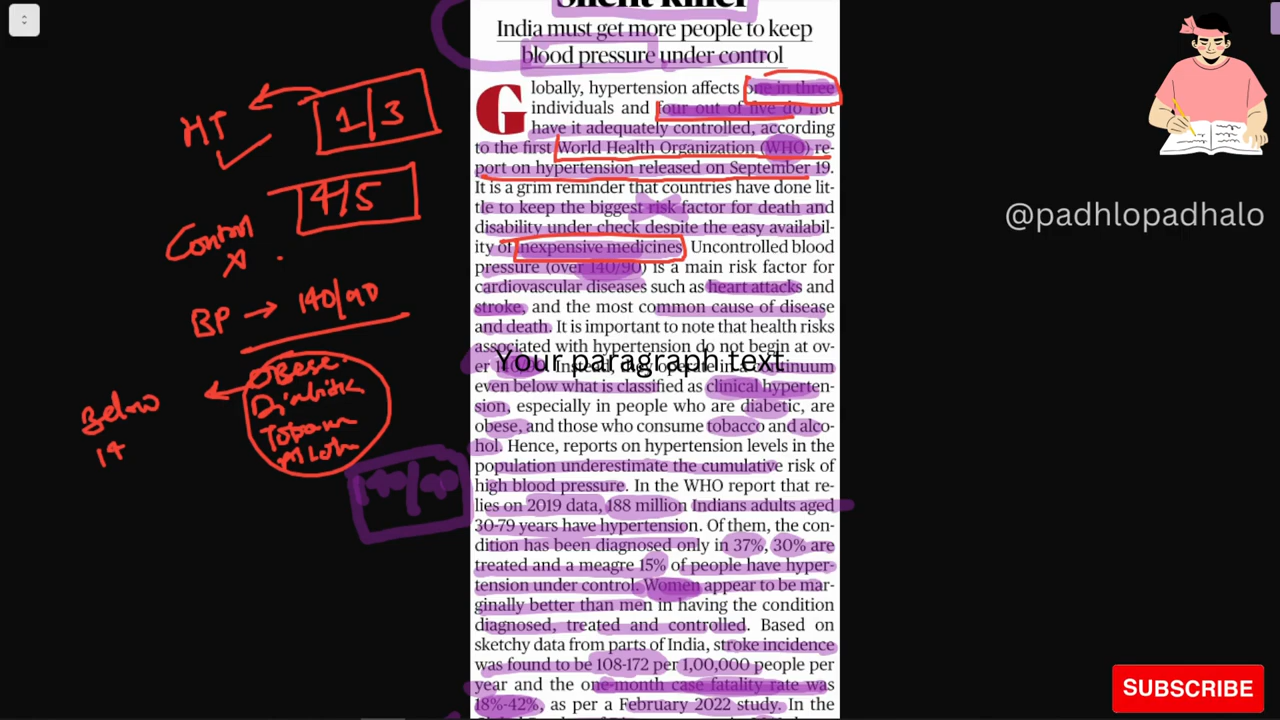 Silent Killer
India must get more people to keep
blood pressure under control
Globally, hypertension affects one in three
individuals and four out of five do not
have it adequately controlled, according
to the first World Health Organization (WHO) re-
port on hypertension released on September 19.
It is a grim reminder that countries have done lit-
tle to keep the biggest risk factor for death and
disability under check despite the easy availabil-
ity of inexpensive medicines. Uncontrolled blood
pressure (over 140/90) is a main risk factor for
cardiovascular diseases such as heart attacks and
stroke, and the most common cause of disease
and death. It is important to note that health risks
associated with hypertension do not begin at ov-
er Instead, they operate in a continuum
Your paragraph text
even below what is classified as clinical hyperten-
sion, especially in people who are diabetic, are
obese, and those who consume tobacco and alco-
hol. Hence, reports on hypertension levels in the
population underestimate the cumulative risk of
high blood pressure. In the WHO report that re-
lies on 2019 data, 188 million Indians adults aged
30-79 years have hypertension. Of them, the con-
dition has been diagnosed only in 37%, 30% are
treated and a meagre 15% of people have hyper-
tension under control. Women appear to be mar-
ginally better than men in having the condition
diagnosed, treated and controlled. Based on
sketchy data from parts of India, stroke incidence
was found to be 108-172 per 1,00,000 people per
year and the one-month case fatality rate was
18%-42%, as per a February 2022 study. In the
HT
1/3
4/5
Control
BP → 140/90
Obese
Diabitic
Below
14
140/90
@padhlopadhalo
SUBSCRIBE